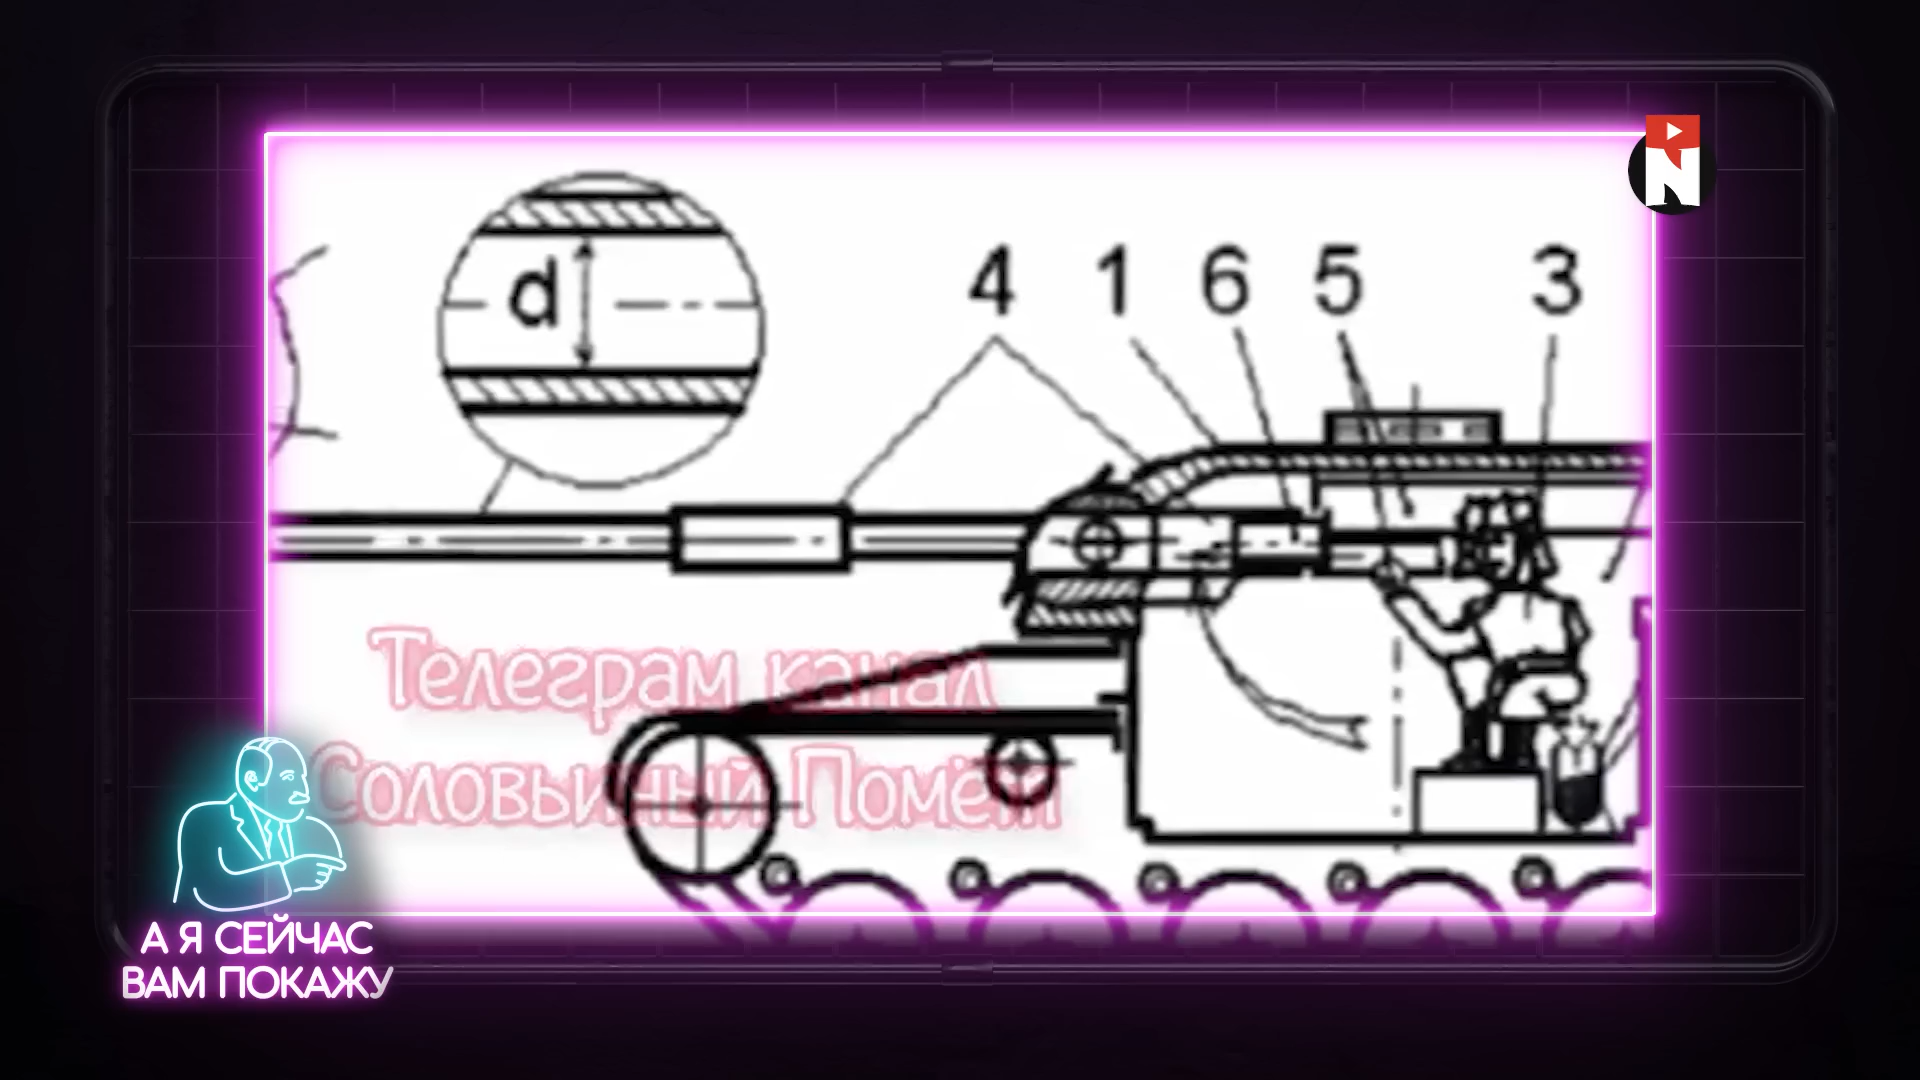 N
d
4 1 6 5 3
Телеграм канал
Соловьиный Помёт
А Я СЕЙЧАС
ВАМ ПОКАЖУ